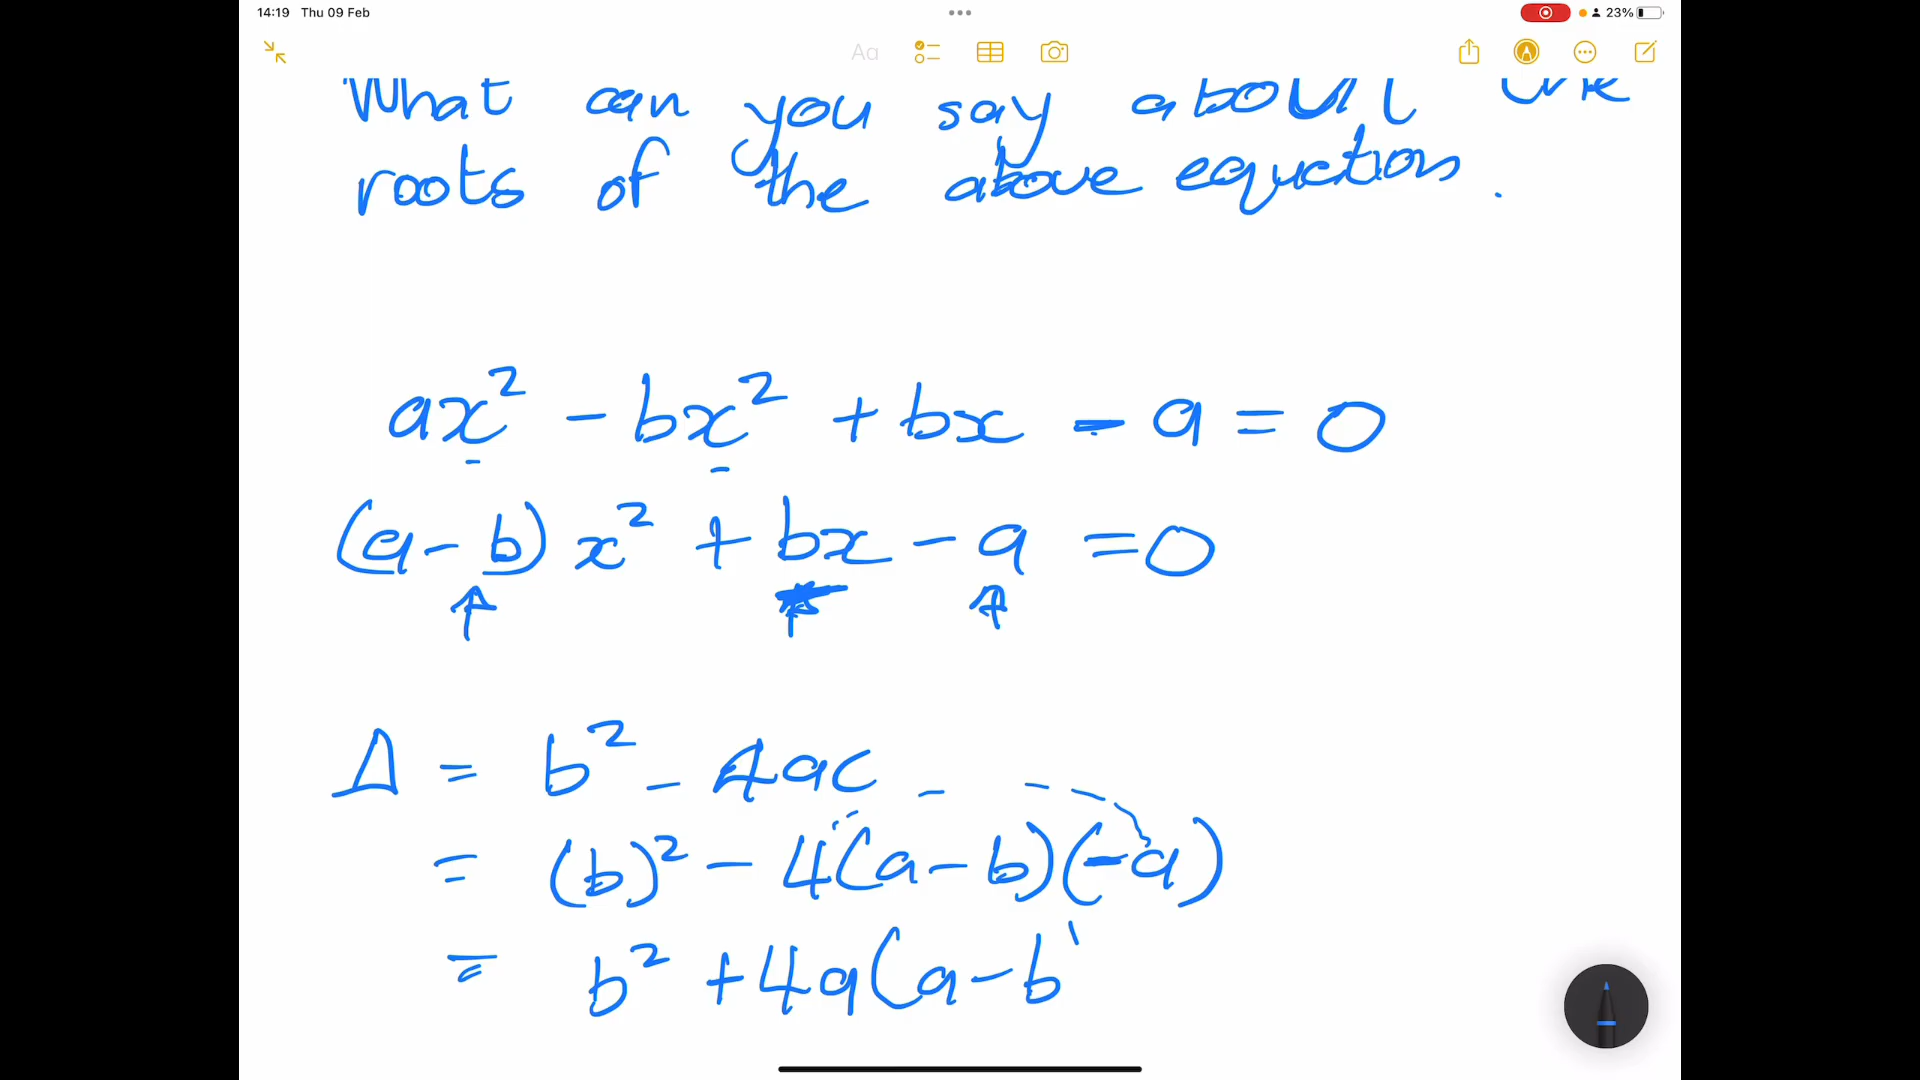 14:19 Thu 09 Feb
23%
Aa
What can you say about
roots of the above equation.
ax² - bx² + bx - a = 0
(a - b) x² + bx - a = 0
Δ = b² - 4ac
= (b)² - 4(a - b)(-a)
= b² + 4a(a - b